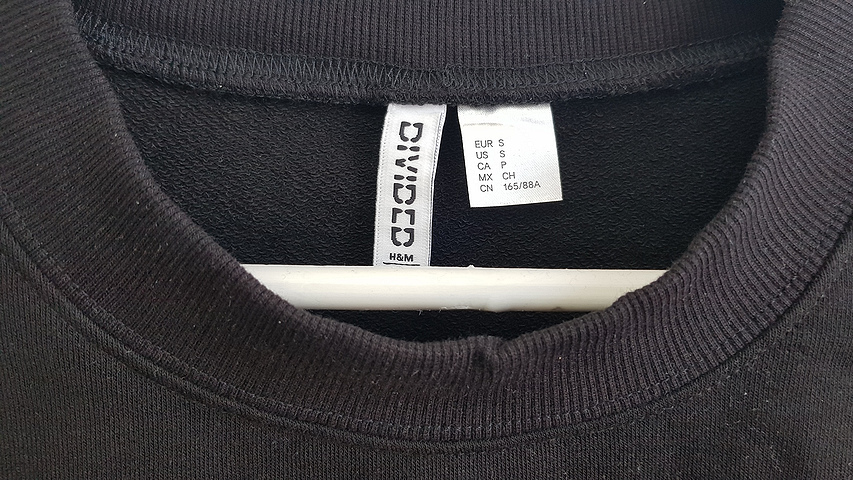 DIVIDED
H&M
EUR S
US S
CA P
MX CH
CN 165/88A